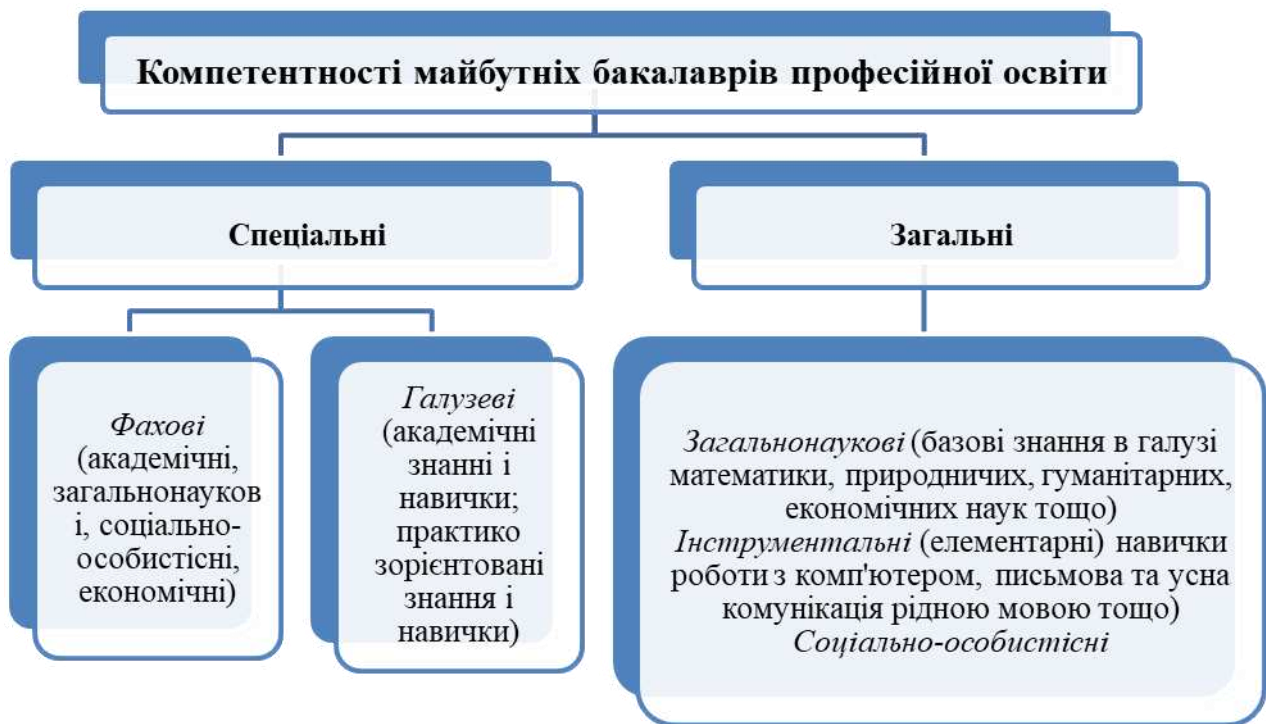 Компетентності майбутніх бакалаврів професійної освіти
Спеціальні
Загальні
Фахові
(академічні,
загальнонауков
і, соціально-
особистісні,
економічні)
Галузеві
(академічні
знанні і
навички;
практико
зорієнтовані
знання і
навички)
Загальнонаукові (базові знання в галузі
математики, природничих, гуманітарних,
економічних наук тощо)
Інструментальні (елементарні) навички
роботи з комп'ютером, письмова та усна
комунікація рідною мовою тощо)
Соціально-особистісні